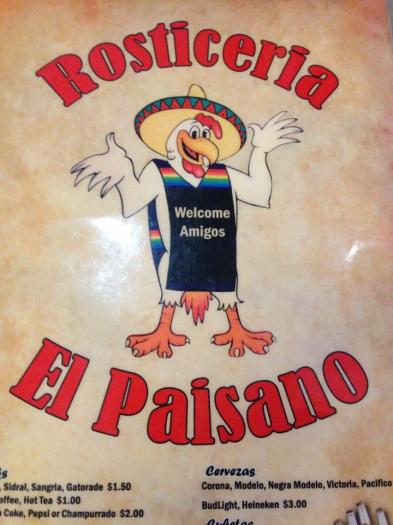 Rosticeria
Welcome
Amigos
El Paisano
, Sidral, Sangria, Gatorade $1.50
offee, Hot Tea $1.00
Coke, Pepsi or Champurrado $2.00
Cervezas
Corona, Modelo, Negra Modelo, Victoria, Pacifico
BudLight, Heineken $3.00